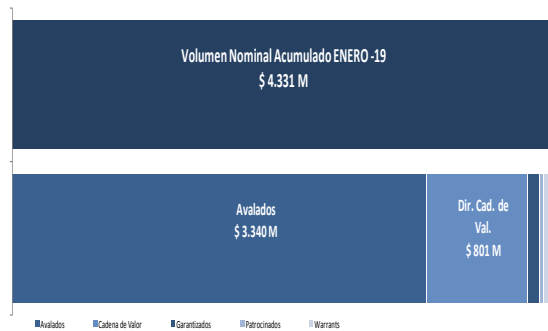 Volumen Nominal Acumulado ENERO -19
$ 4.331 M
Avalados
$ 3.340 M
Dir. Cad. de
Val.
$ 801 M
Avalados
Cadena de Valor
Garantizados
Patrocinados
Warrants